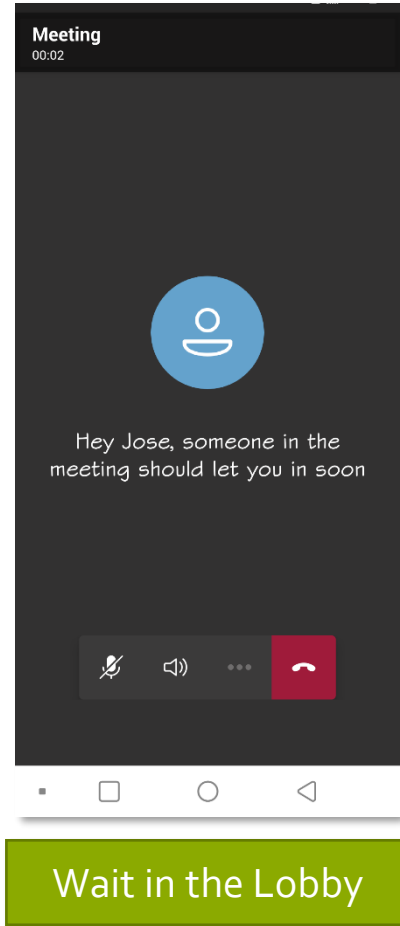 Meeting
00:02
Hey Jose, someone in the
meeting should let you in soon
Wait in the Lobby